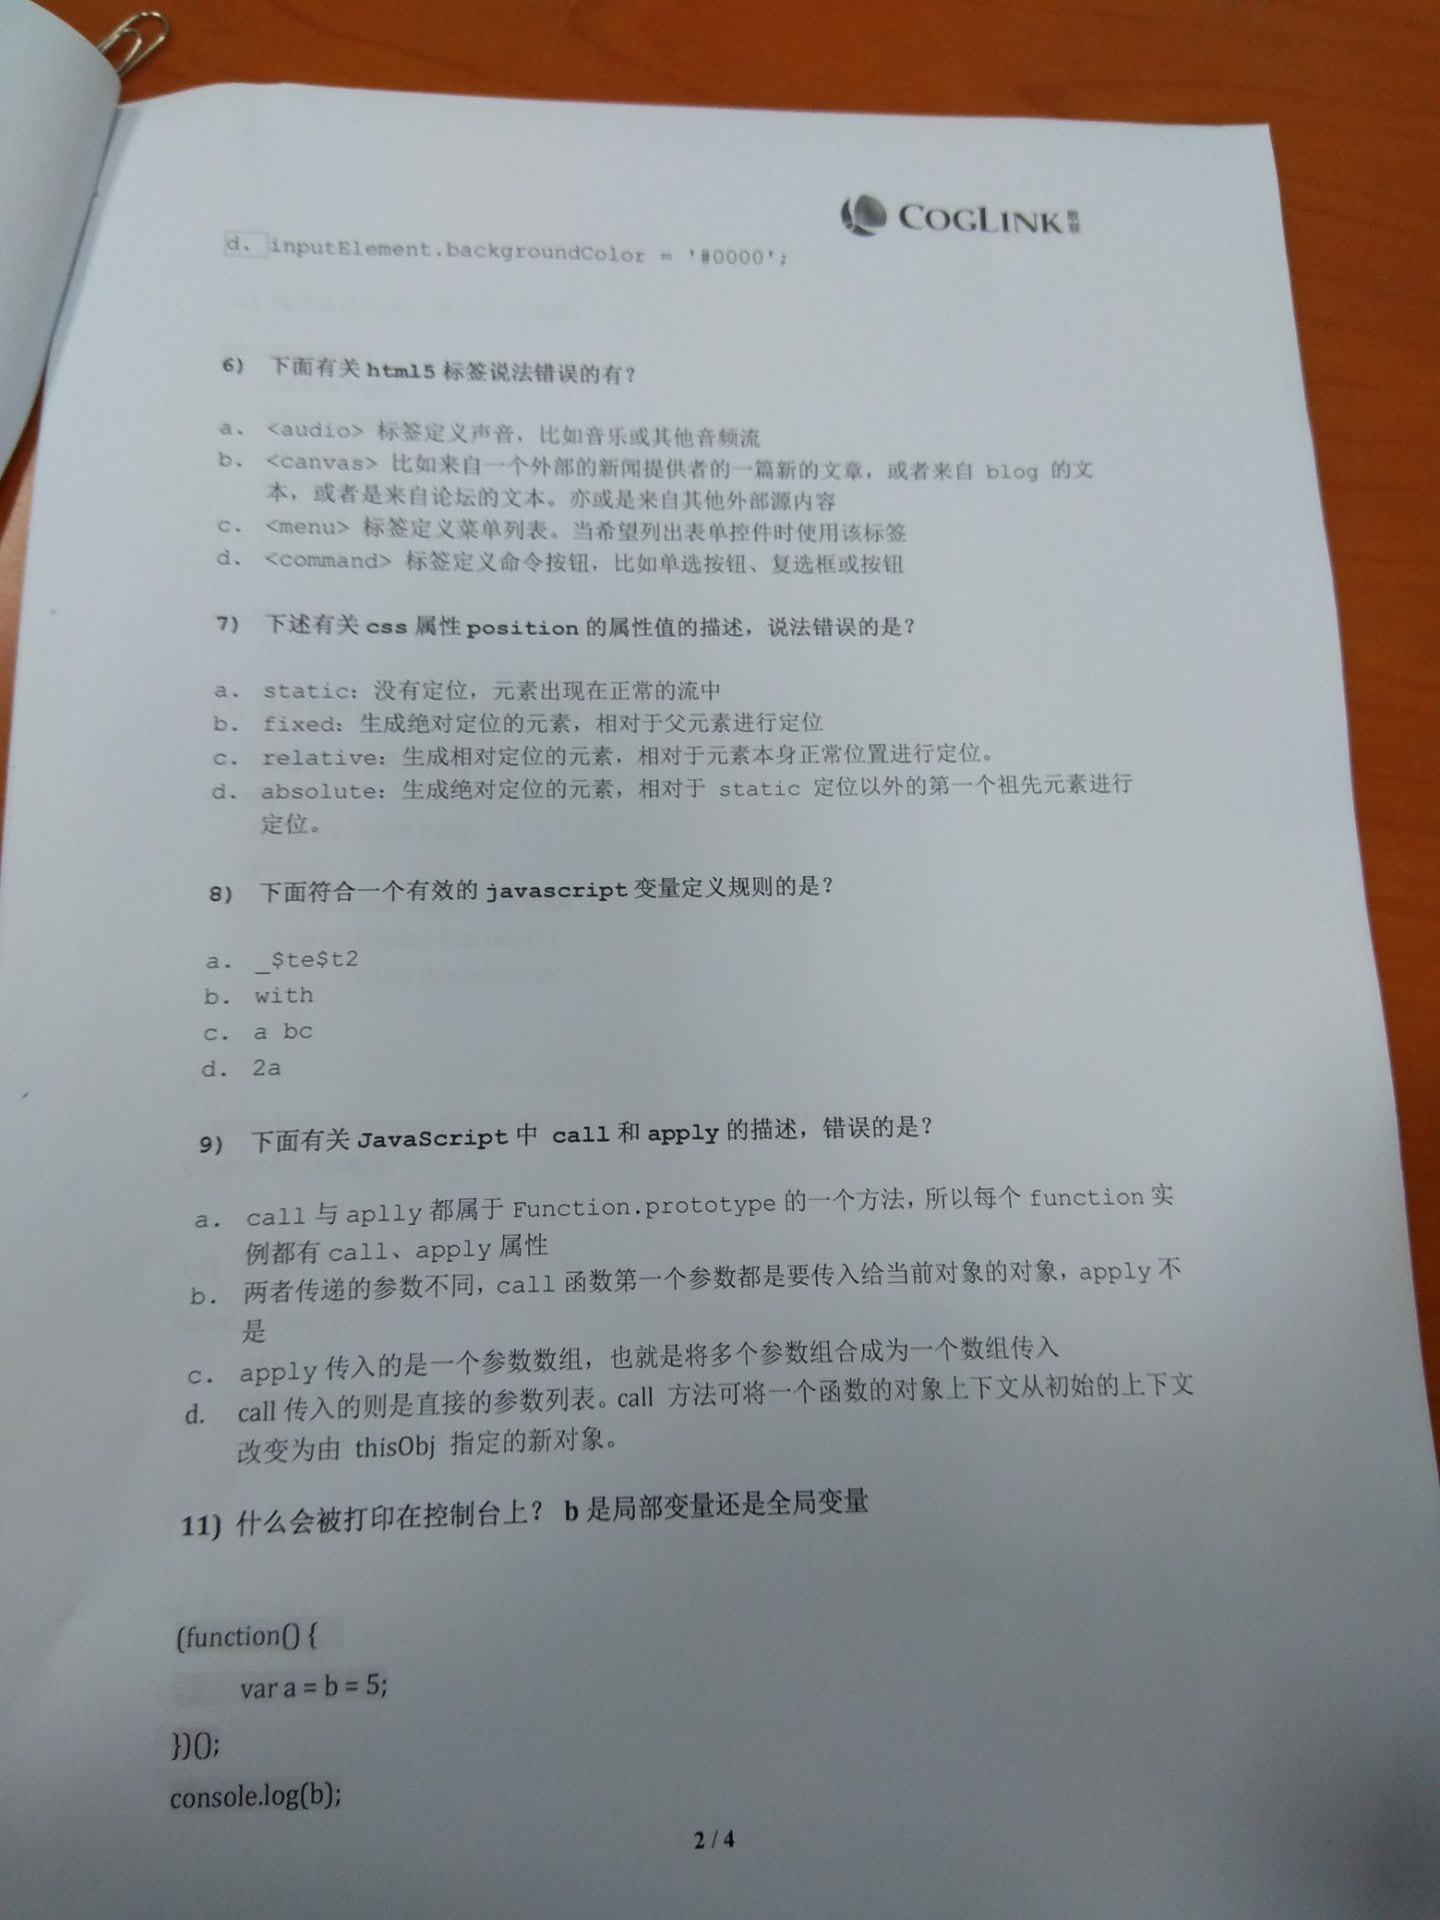 COGLINK 歌联
d. inputElement.backgroundColor = '#0000';
6) 下面有关 html5 标签说法错误的有?
a. <audio> 标签定义声音，比如音乐或其他音频流
b. <canvas> 比如来自一个外部的新闻提供者的一篇新的文章，或者来自 blog 的文
本，或者是来自论坛的文本。亦或是来自其他外部源内容
c. <menu> 标签定义菜单列表。当希望列出表单控件时使用该标签
d. <command> 标签定义命令按钮，比如单选按钮、复选框或按钮
7) 下述有关 css 属性 position 的属性值的描述，说法错误的是?
a. static：没有定位，元素出现在正常的流中
b. fixed：生成绝对定位的元素，相对于父元素进行定位
c. relative：生成相对定位的元素，相对于元素本身正常位置进行定位。
d. absolute：生成绝对定位的元素，相对于 static 定位以外的第一个祖先元素进行
定位。
8) 下面符合一个有效的 javascript 变量定义规则的是?
a. _$te$t2
b. with
c. a bc
d. 2a
9) 下面有关 JavaScript 中 call 和 apply 的描述，错误的是?
a. call 与 aplly 都属于 Function.prototype 的一个方法，所以每个 function 实
例都有 call、apply 属性
b. 两者传递的参数不同，call 函数第一个参数都是要传入给当前对象的对象，apply 不
是
c. apply 传入的是一个参数数组，也就是将多个参数组合成为一个数组传入
d. call 传入的则是直接的参数列表。call 方法可将一个函数的对象上下文从初始的上下文
改变为由 thisObj 指定的新对象。
11) 什么会被打印在控制台上? b 是局部变量还是全局变量
(function() {
var a = b = 5;
})();
console.log(b);
2 / 4